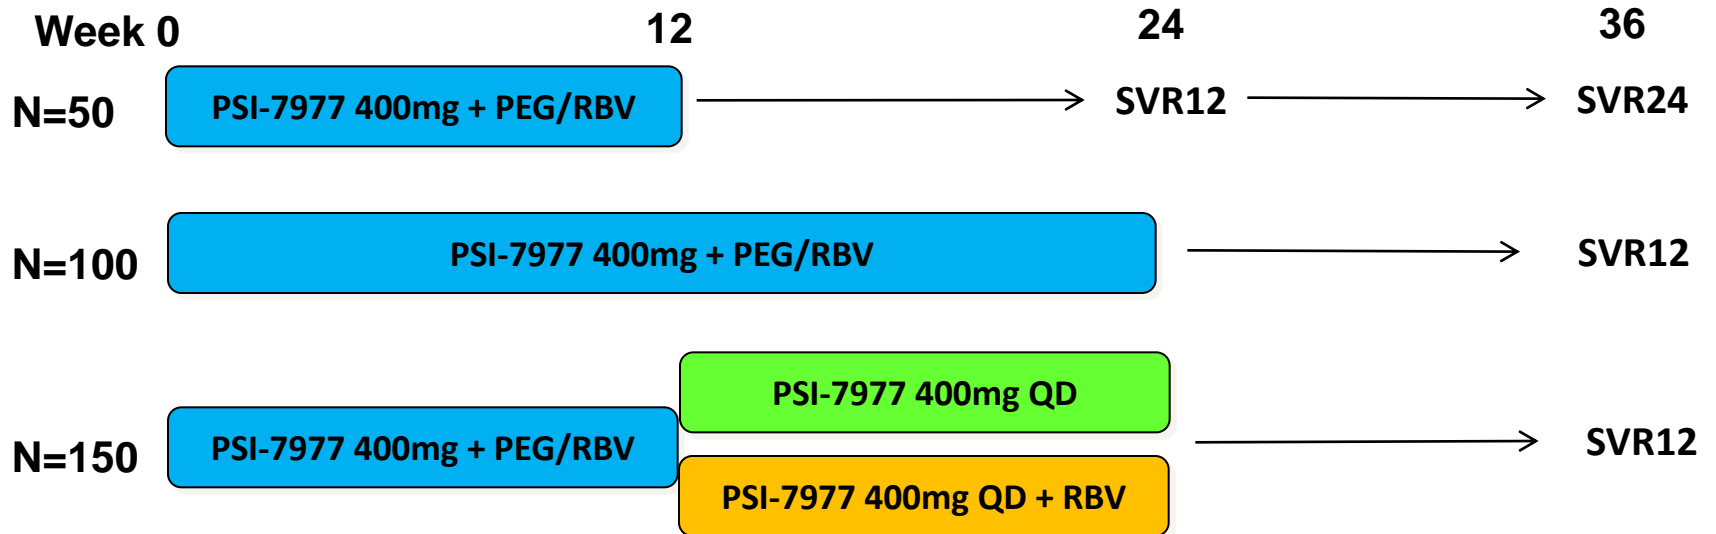 Week 0 12 24 36
N=50 PSI-7977 400mg + PEG/RBV SVR12 SVR24
N=100 PSI-7977 400mg + PEG/RBV SVR12
PSI-7977 400mg QD
N=150 PSI-7977 400mg + PEG/RBV SVR12
PSI-7977 400mg QD + RBV